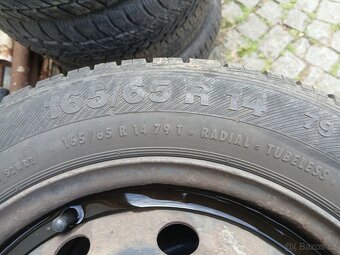 165/65 R 14 79
165/65 R 14 79 T · RADIAL · TUBELESS
bazos.cz